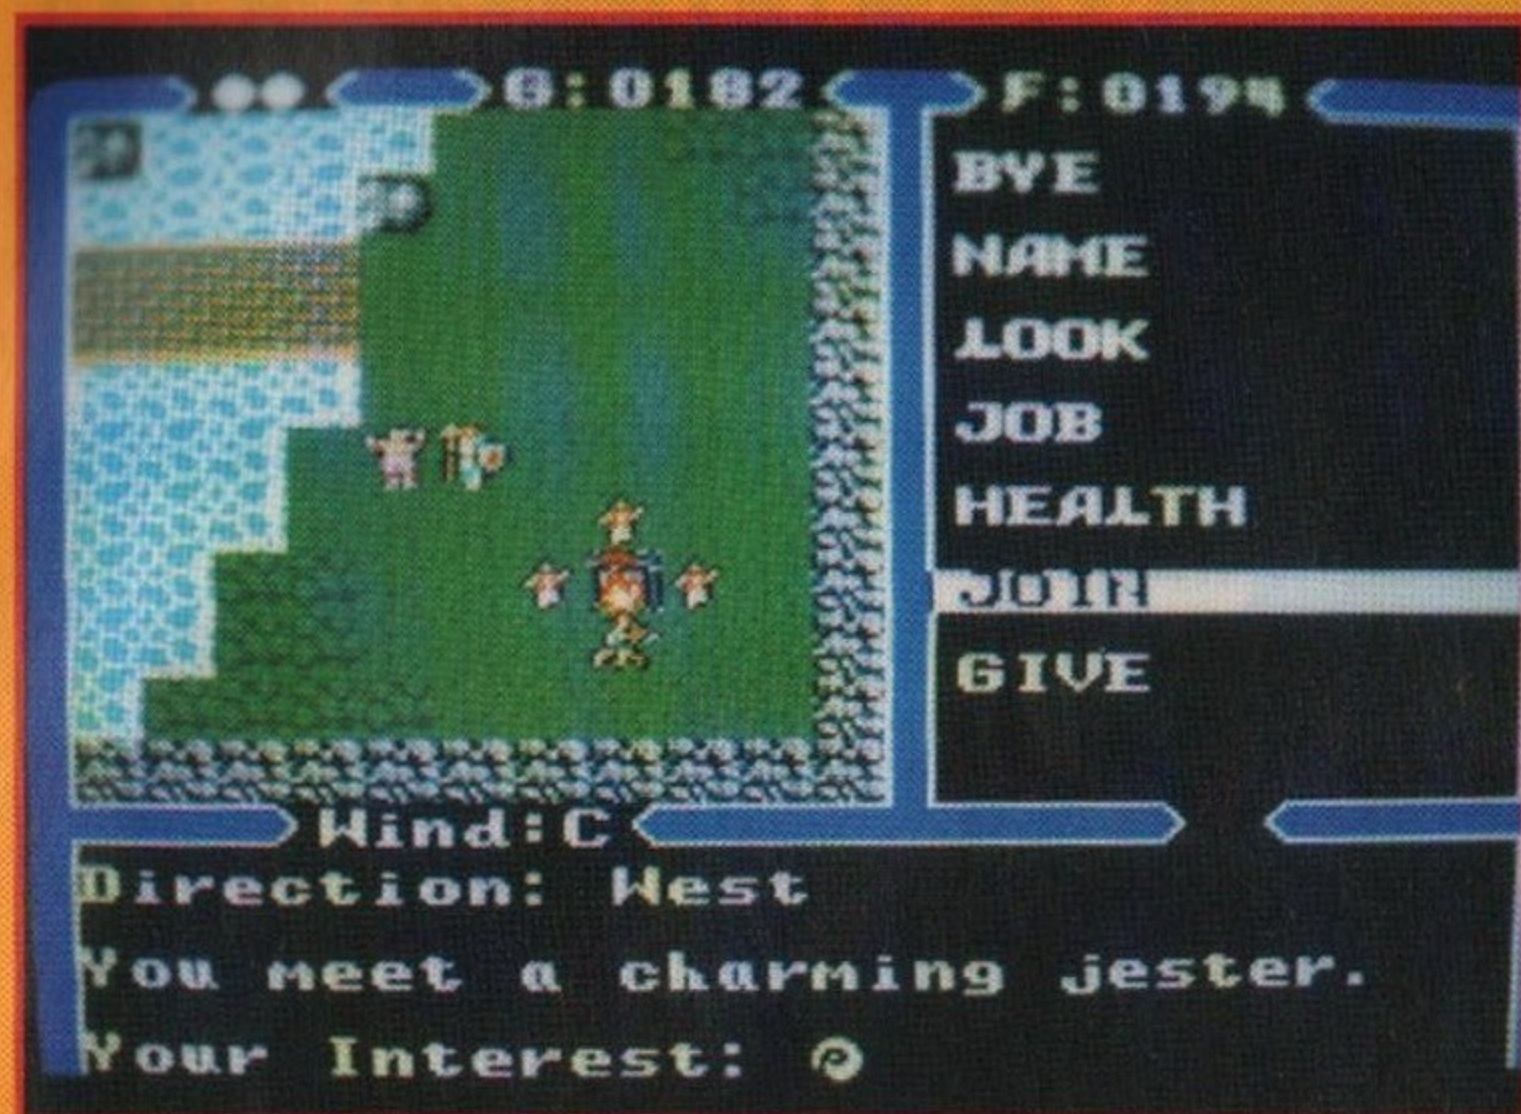 G:0182 F:0194
BYE
NAME
LOOK
JOB
HEALTH
JOIN
GIVE
Wind:C
Direction: West
You meet a charming jester.
Your Interest: